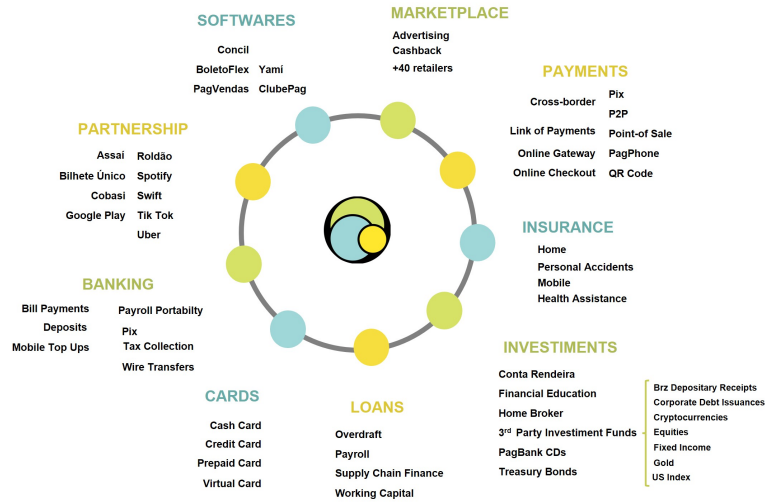 SOFTWARES
Concil
BoletoFlex Yamí
PagVendas ClubePag
MARKETPLACE
Advertising
Cashback
+40 retailers
PAYMENTS
Cross-border
Link of Payments
Online Gateway
Online Checkout
Pix
P2P
Point-of Sale
PagPhone
QR Code
PARTNERSHIP
Assaí Roldão
Bilhete Único Spotify
Cobasi Swift
Google Play Tik Tok
Uber
INSURANCE
Home
Personal Accidents
Mobile
Health Assistance
BANKING
Bill Payments
Deposits
Mobile Top Ups
Payroll Portabilty
Pix
Tax Collection
Wire Transfers
INVESTIMENTS
Conta Rendeira
Financial Education
Home Broker
3rd Party Investiment Funds
PagBank CDs
Treasury Bonds
Brz Depositary Receipts
Corporate Debt Issuances
Cryptocurrencies
Equities
Fixed Income
Gold
US Index
CARDS
Cash Card
Credit Card
Prepaid Card
Virtual Card
LOANS
Overdraft
Payroll
Supply Chain Finance
Working Capital